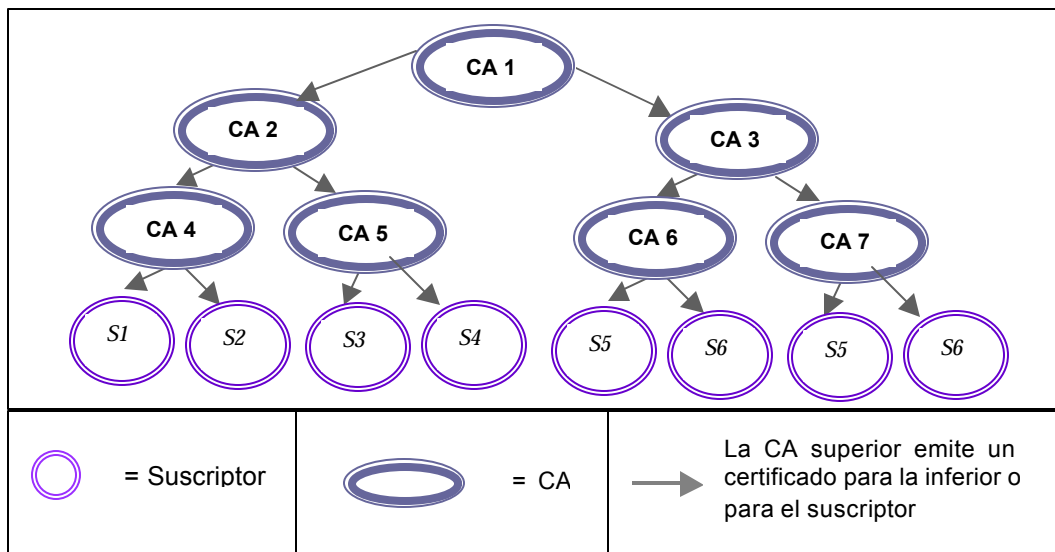 CA 1
CA 2
CA 3
CA 4
CA 5
CA 6
CA 7
S1
S2
S3
S4
S5
S6
S5
S6
= Suscriptor
= CA
La CA superior emite un
certificado para la inferior o
para el suscriptor